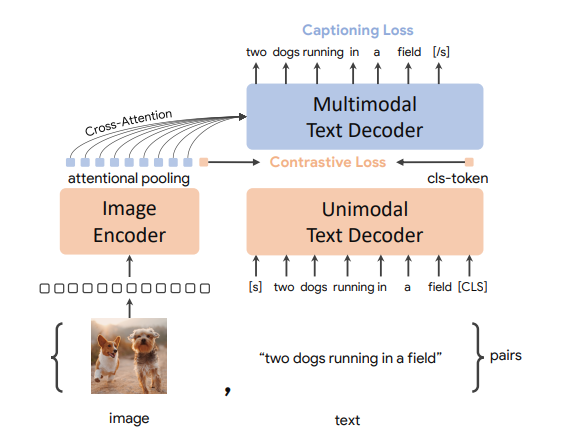 Captioning Loss
two dogs running in a field [/s]
Multimodal
Text Decoder
Cross-Attention
Contrastive Loss
attentional pooling
cls-token
Image
Encoder
Unimodal
Text Decoder
[s] two dogs running in a field [CLS]
“two dogs running in a field”
pairs
,
image
text